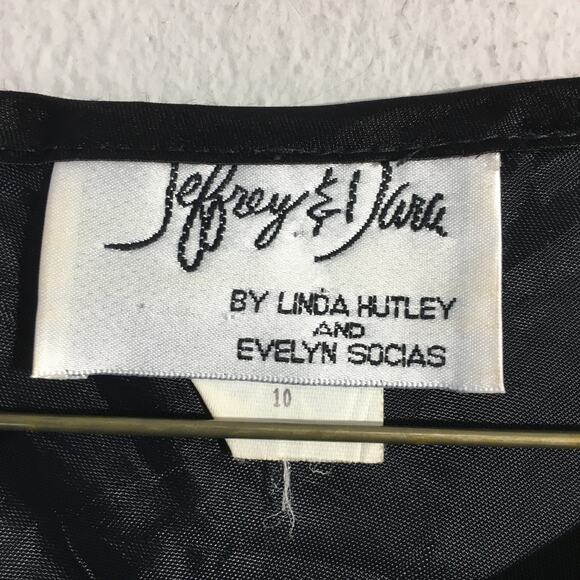 Jeffrey & Dara
BY LINDA HUTLEY
AND
EVELYN SOCIAS
10